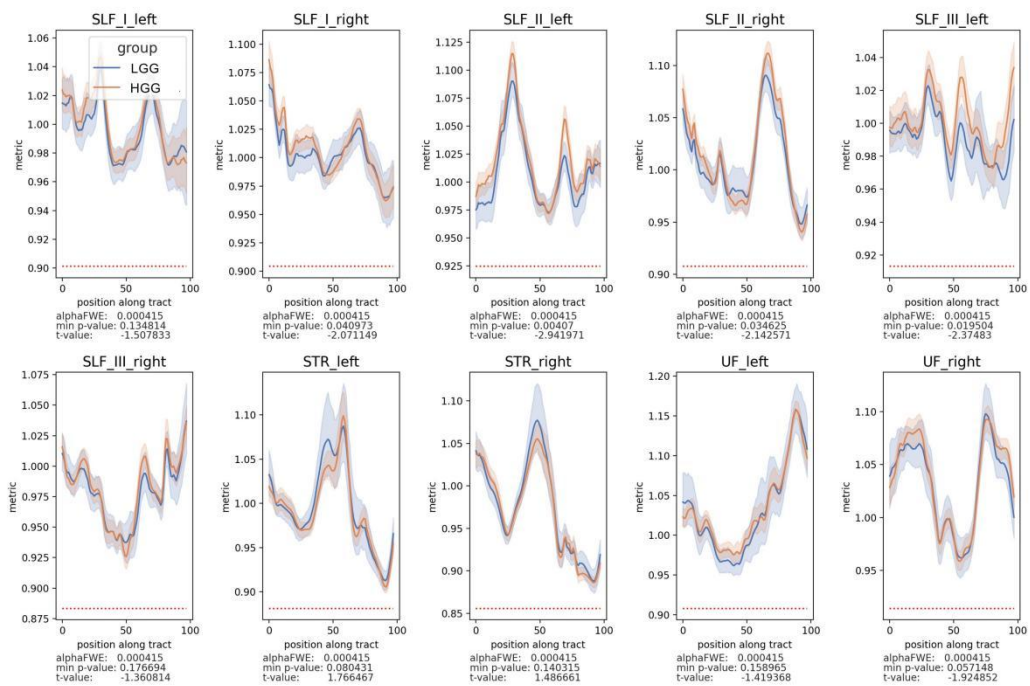 SLF_I_left SLF_I_right SLF_II_left SLF_II_right SLF_III_left
group
LGG
HGG
1.06
1.04
1.02
1.00
0.98
0.96
0.94
0.92
0.90
metric
0 50 100
position along tract
alphaFWE: 0.000415
min p-value: 0.134814
t-value: -1.507833
1.100
1.075
1.050
1.025
1.000
0.975
0.950
0.925
0.900
metric
0 50 100
position along tract
alphaFWE: 0.000415
min p-value: 0.040973
t-value: -2.071149
1.125
1.100
1.075
1.050
1.025
1.000
0.975
0.950
0.925
metric
0 50 100
position along tract
alphaFWE: 0.000415
min p-value: 0.00407
t-value: -2.941971
1.10
1.05
1.00
0.95
0.90
metric
0 50 100
position along tract
alphaFWE: 0.000415
min p-value: 0.034625
t-value: -2.142571
1.04
1.02
1.00
0.98
0.96
0.94
0.92
metric
0 50 100
position along tract
alphaFWE: 0.000415
min p-value: 0.019504
t-value: -2.37483
SLF_III_right STR_left STR_right UF_left UF_right
1.075
1.050
1.025
1.000
0.975
0.950
0.925
0.900
0.875
metric
0 50 100
position along tract
alphaFWE: 0.000415
min p-value: 0.176694
t-value: -1.360814
1.10
1.05
1.00
0.95
0.90
metric
0 50 100
position along tract
alphaFWE: 0.000415
min p-value: 0.080431
t-value: 1.766467
1.10
1.05
1.00
0.95
0.90
0.85
metric
0 50 100
position along tract
alphaFWE: 0.000415
min p-value: 0.140315
t-value: 1.486661
1.20
1.15
1.10
1.05
1.00
0.95
0.90
metric
0 50 100
position along tract
alphaFWE: 0.000415
min p-value: 0.158965
t-value: -1.419368
1.10
1.05
1.00
0.95
metric
0 50 100
position along tract
alphaFWE: 0.000415
min p-value: 0.057148
t-value: -1.924852